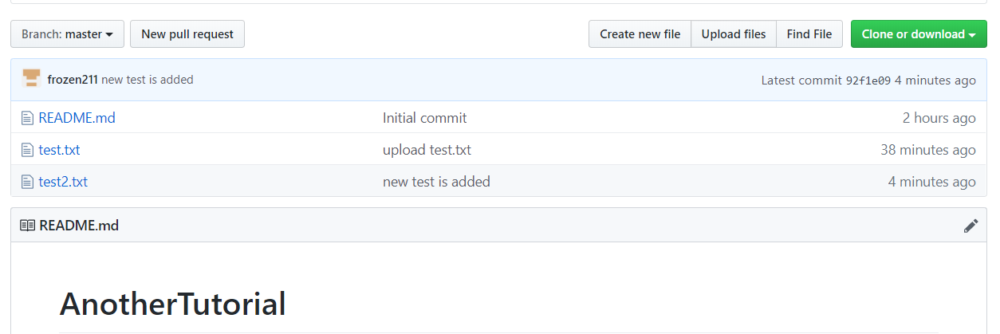 Branch: master New pull request Create new file Upload files Find File Clone or download
frozen211 new test is added Latest commit 92f1e09 4 minutes ago
README.md Initial commit 2 hours ago
test.txt upload test.txt 38 minutes ago
test2.txt new test is added 4 minutes ago
README.md
AnotherTutorial